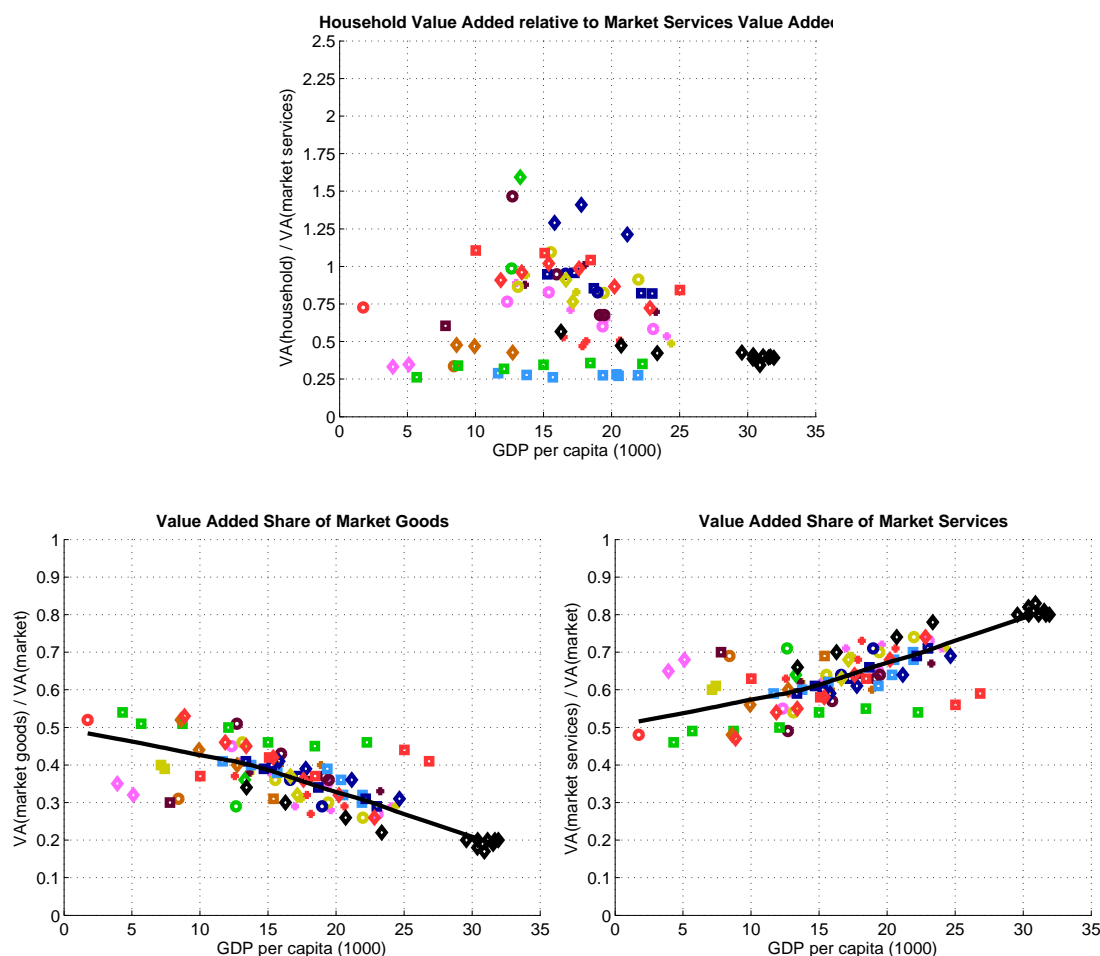 Household Value Added relative to Market Services Value Added
2.5
2.25
2
1.75
1.5
1.25
1
0.75
0.5
0.25
0
VA(household) / VA(market services)
0 5 10 15 20 25 30 35
GDP per capita (1000)
Value Added Share of Market Goods
1
0.9
0.8
0.7
0.6
0.5
0.4
0.3
0.2
0.1
0
VA(market goods) / VA(market)
0 5 10 15 20 25 30 35
GDP per capita (1000)
Value Added Share of Market Services
1
0.9
0.8
0.7
0.6
0.5
0.4
0.3
0.2
0.1
0
VA(market services) / VA(market)
0 5 10 15 20 25 30 35
GDP per capita (1000)